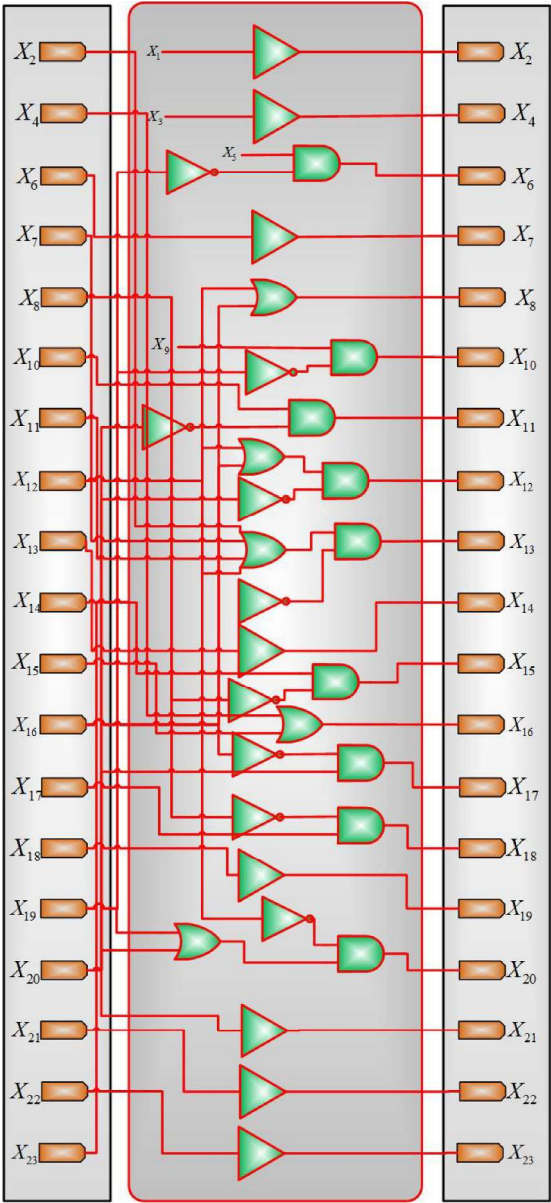 X2 X1 X2
X4 X3 X4
X5
X6 X6
X7 X7
X8 X8
X9
X10 X10
X11 X11
X12 X12
X13 X13
X14 X14
X15 X15
X16 X16
X17 X17
X18 X18
X19 X19
X20 X20
X21 X21
X22 X22
X23 X23